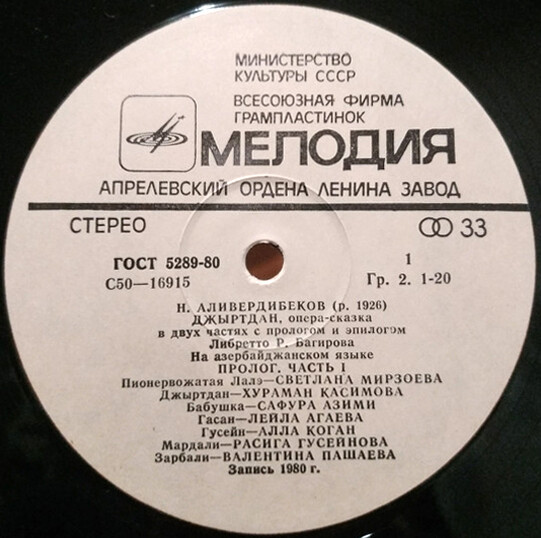 МИНИСТЕРСТВО
КУЛЬТУРЫ СССР
ВСЕСОЮЗНАЯ ФИРМА
ГРАМПЛАСТИНОК
МЕЛОДИЯ
АПРЕЛЕВСКИЙ ОРДЕНА ЛЕНИНА ЗАВОД
СТЕРЕО
33
ГОСТ 5289-80
1
С50—16915
Гр. 2. 1-20
Н. АЛИВЕРДИБЕКОВ (р. 1926)
ДЖЫРТДАН, опера-сказка
в двух частях с прологом и эпилогом
Либретто Р. Багирова
На азербайджанском языке
ПРОЛОГ. ЧАСТЬ I
Пионервожатая Лалэ—СВЕТЛАНА МИРЗОЕВА
Джыртдан—ХУРАМАН КАСИМОВА
Бабушка—САФУРА АЗИМИ
Гасан—ЛЕЙЛА АГАЕВА
Гусейн—АЛЛА КОГАН
Мардали—РАСИГА ГУСЕЙНОВА
Зарбали—ВАЛЕНТИНА ПАШАЕВА
Запись 1980 г.